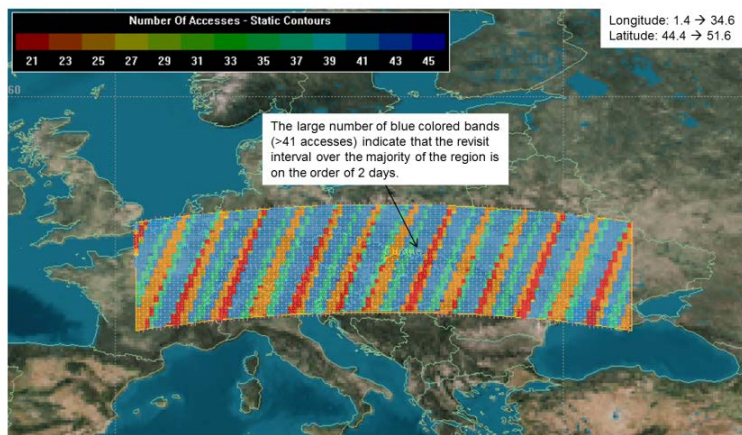 Number Of Accesses - Static Contours
21 23 25 27 29 31 33 35 37 39 41 43 45
Longitude: 1.4 → 34.6
Latitude: 44.4 → 51.6
60
The large number of blue colored bands
(>41 accesses) indicate that the revisit
interval over the majority of the region is
on the order of 2 days.